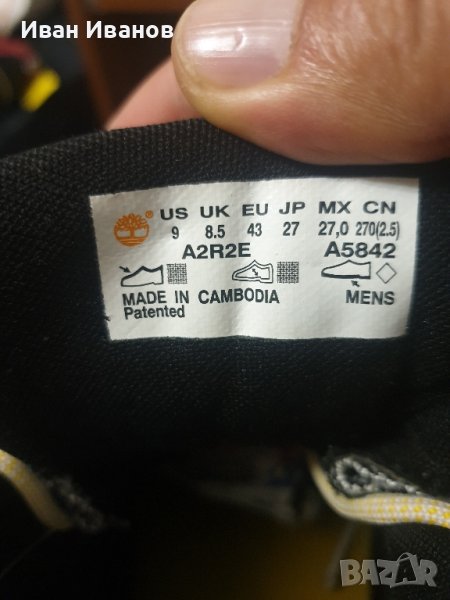 Иван Иванов
US UK EU JP MX CN
9 8.5 43 27 27,0 270(2.5)
A2R2E A5842
MADE IN CAMBODIA MENS
Patented
BAZAR